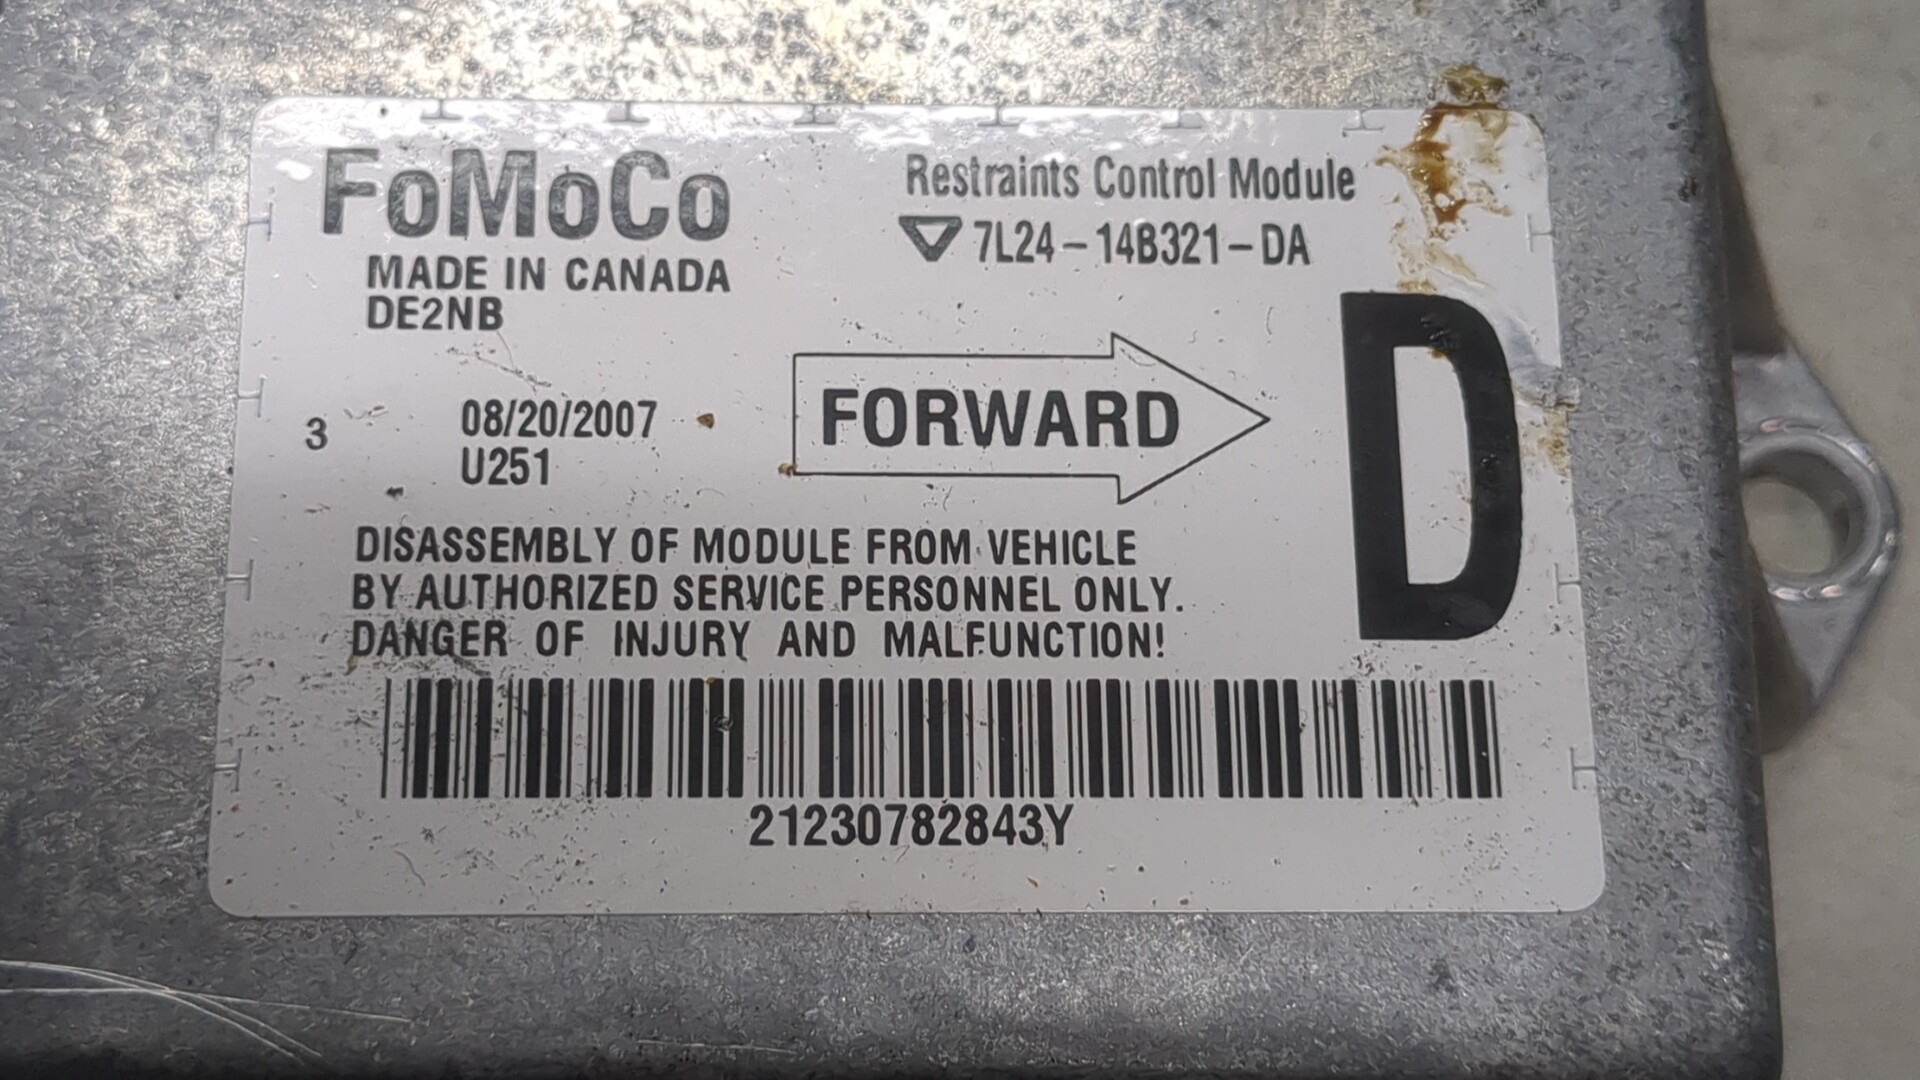 FoMoCo
MADE IN CANADA
DE2NB
Restraints Control Module
7L24-14B321-DA
D
FORWARD
3
08/20/2007
U251
DISASSEMBLY OF MODULE FROM VEHICLE
BY AUTHORIZED SERVICE PERSONNEL ONLY.
DANGER OF INJURY AND MALFUNCTION!
21230782843Y